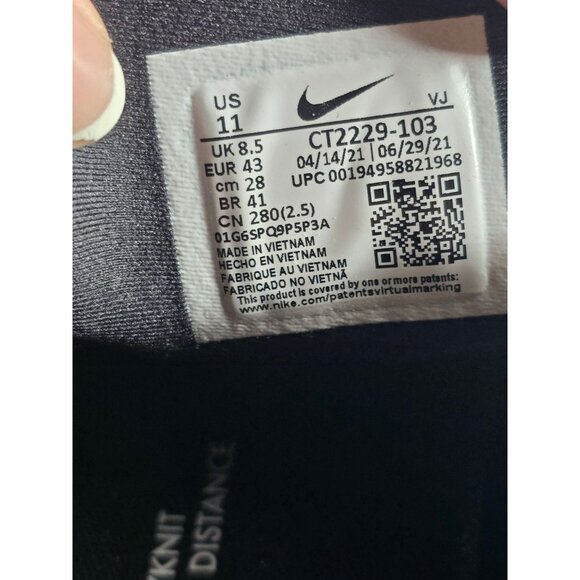 US
11
VJ
UK 8.5
EUR 43
cm 28
BR 41
CN 280(2.5)
CT2229-103
04/14/21 | 06/29/21
UPC 00194958821968
01G6SPQ9P5P3A
MADE IN VIETNAM
HECHO EN VIETNAM
FABRIQUE AU VIETNAM
FABRICADO NO VIETNÃ
This product is covered by one or more patents:
www.nike.com/patentsvirtualmarking
YKNIT
DISTANCE